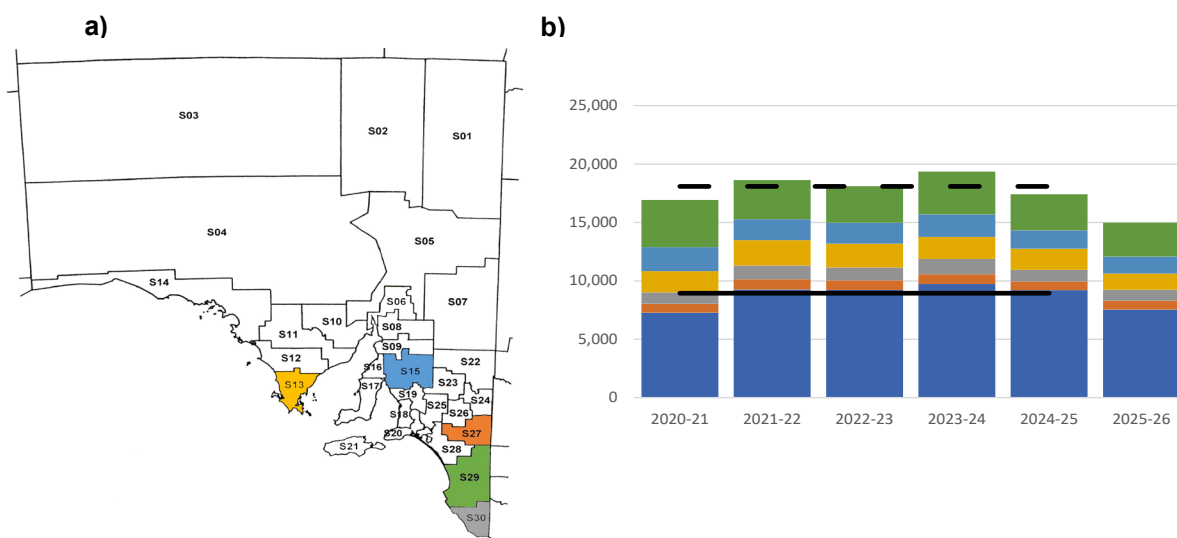 a)
b)
S03
S02
S01
S04
S05
S14
S06
S07
S10
S08
S11
S09
S12
S22
S16
S15
S13
S23
S17
S19
S24
S25
S18
S26
S27
S20
S21
S28
S29
S30
25,000
20,000
15,000
10,000
5,000
0
2020-21 2021-22 2022-23 2023-24 2024-25 2025-26